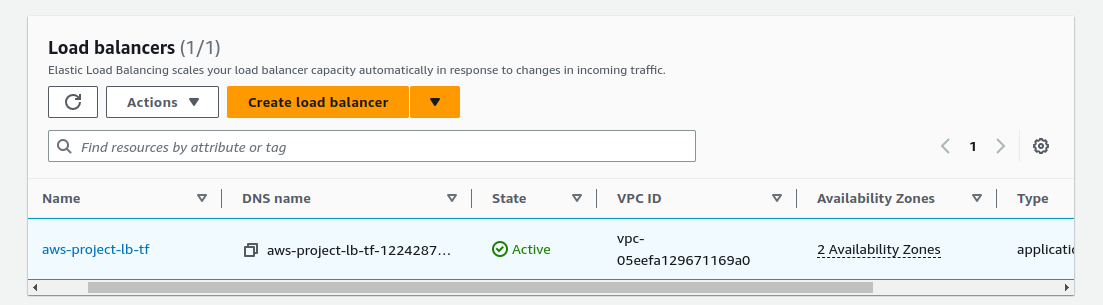 Load balancers (1/1)
Elastic Load Balancing scales your load balancer capacity automatically in response to changes in incoming traffic.
Actions Create load balancer
Find resources by attribute or tag 1
Name DNS name State VPC ID Availability Zones Type
aws-project-lb-tf aws-project-lb-tf-1224287... Active vpc-
05eefa129671169a0 2 Availability Zones applicatio